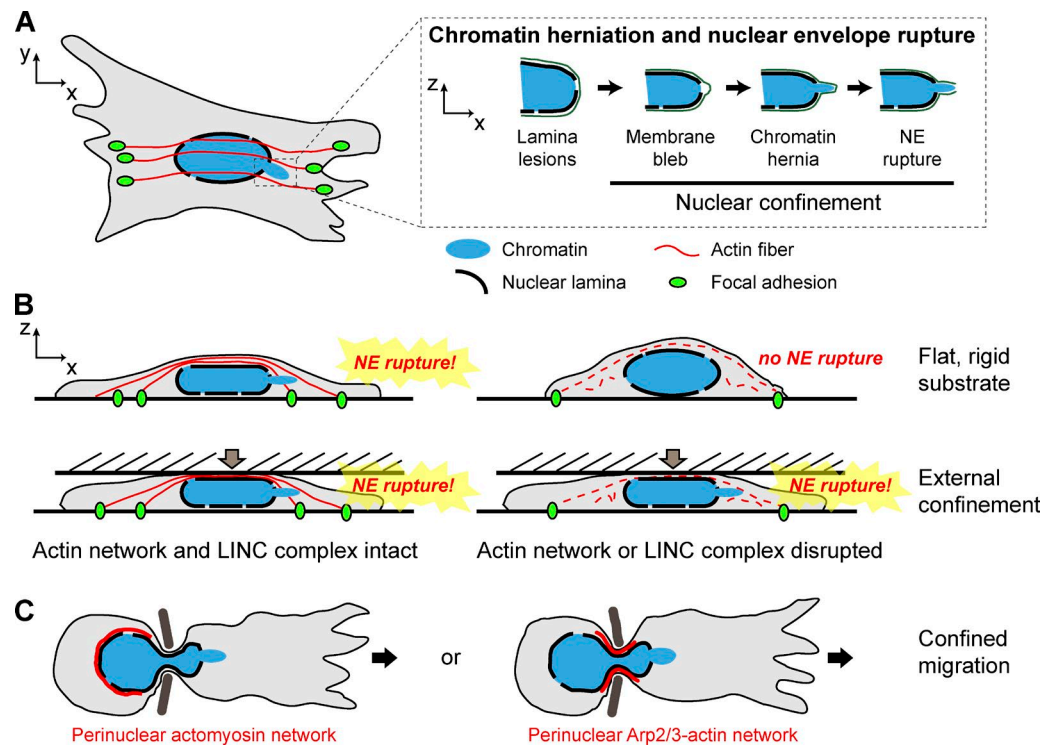 A
y
x
Chromatin herniation and nuclear envelope rupture
z
x
Lamina
lesions
Membrane
bleb
Chromatin
hernia
NE
rupture
Nuclear confinement
Chromatin
Actin fiber
Nuclear lamina
Focal adhesion
B
z
x
NE rupture!
no NE rupture
Flat, rigid
substrate
NE rupture!
NE rupture!
External
confinement
Actin network and LINC complex intact
Actin network or LINC complex disrupted
C
or
Confined
migration
Perinuclear actomyosin network
Perinuclear Arp2/3-actin network